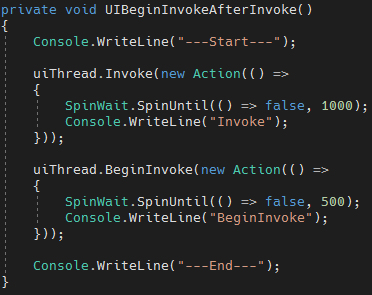 private void UIBeginInvokeAfterInvoke()
{
    Console.WriteLine("---Start---");

    uiThread.Invoke(new Action(() =>
    {
        SpinWait.SpinUntil(() => false, 1000);
        Console.WriteLine("Invoke");
    }));

    uiThread.BeginInvoke(new Action(() =>
    {
        SpinWait.SpinUntil(() => false, 500);
        Console.WriteLine("BeginInvoke");
    }));

    Console.WriteLine("---End---");
}